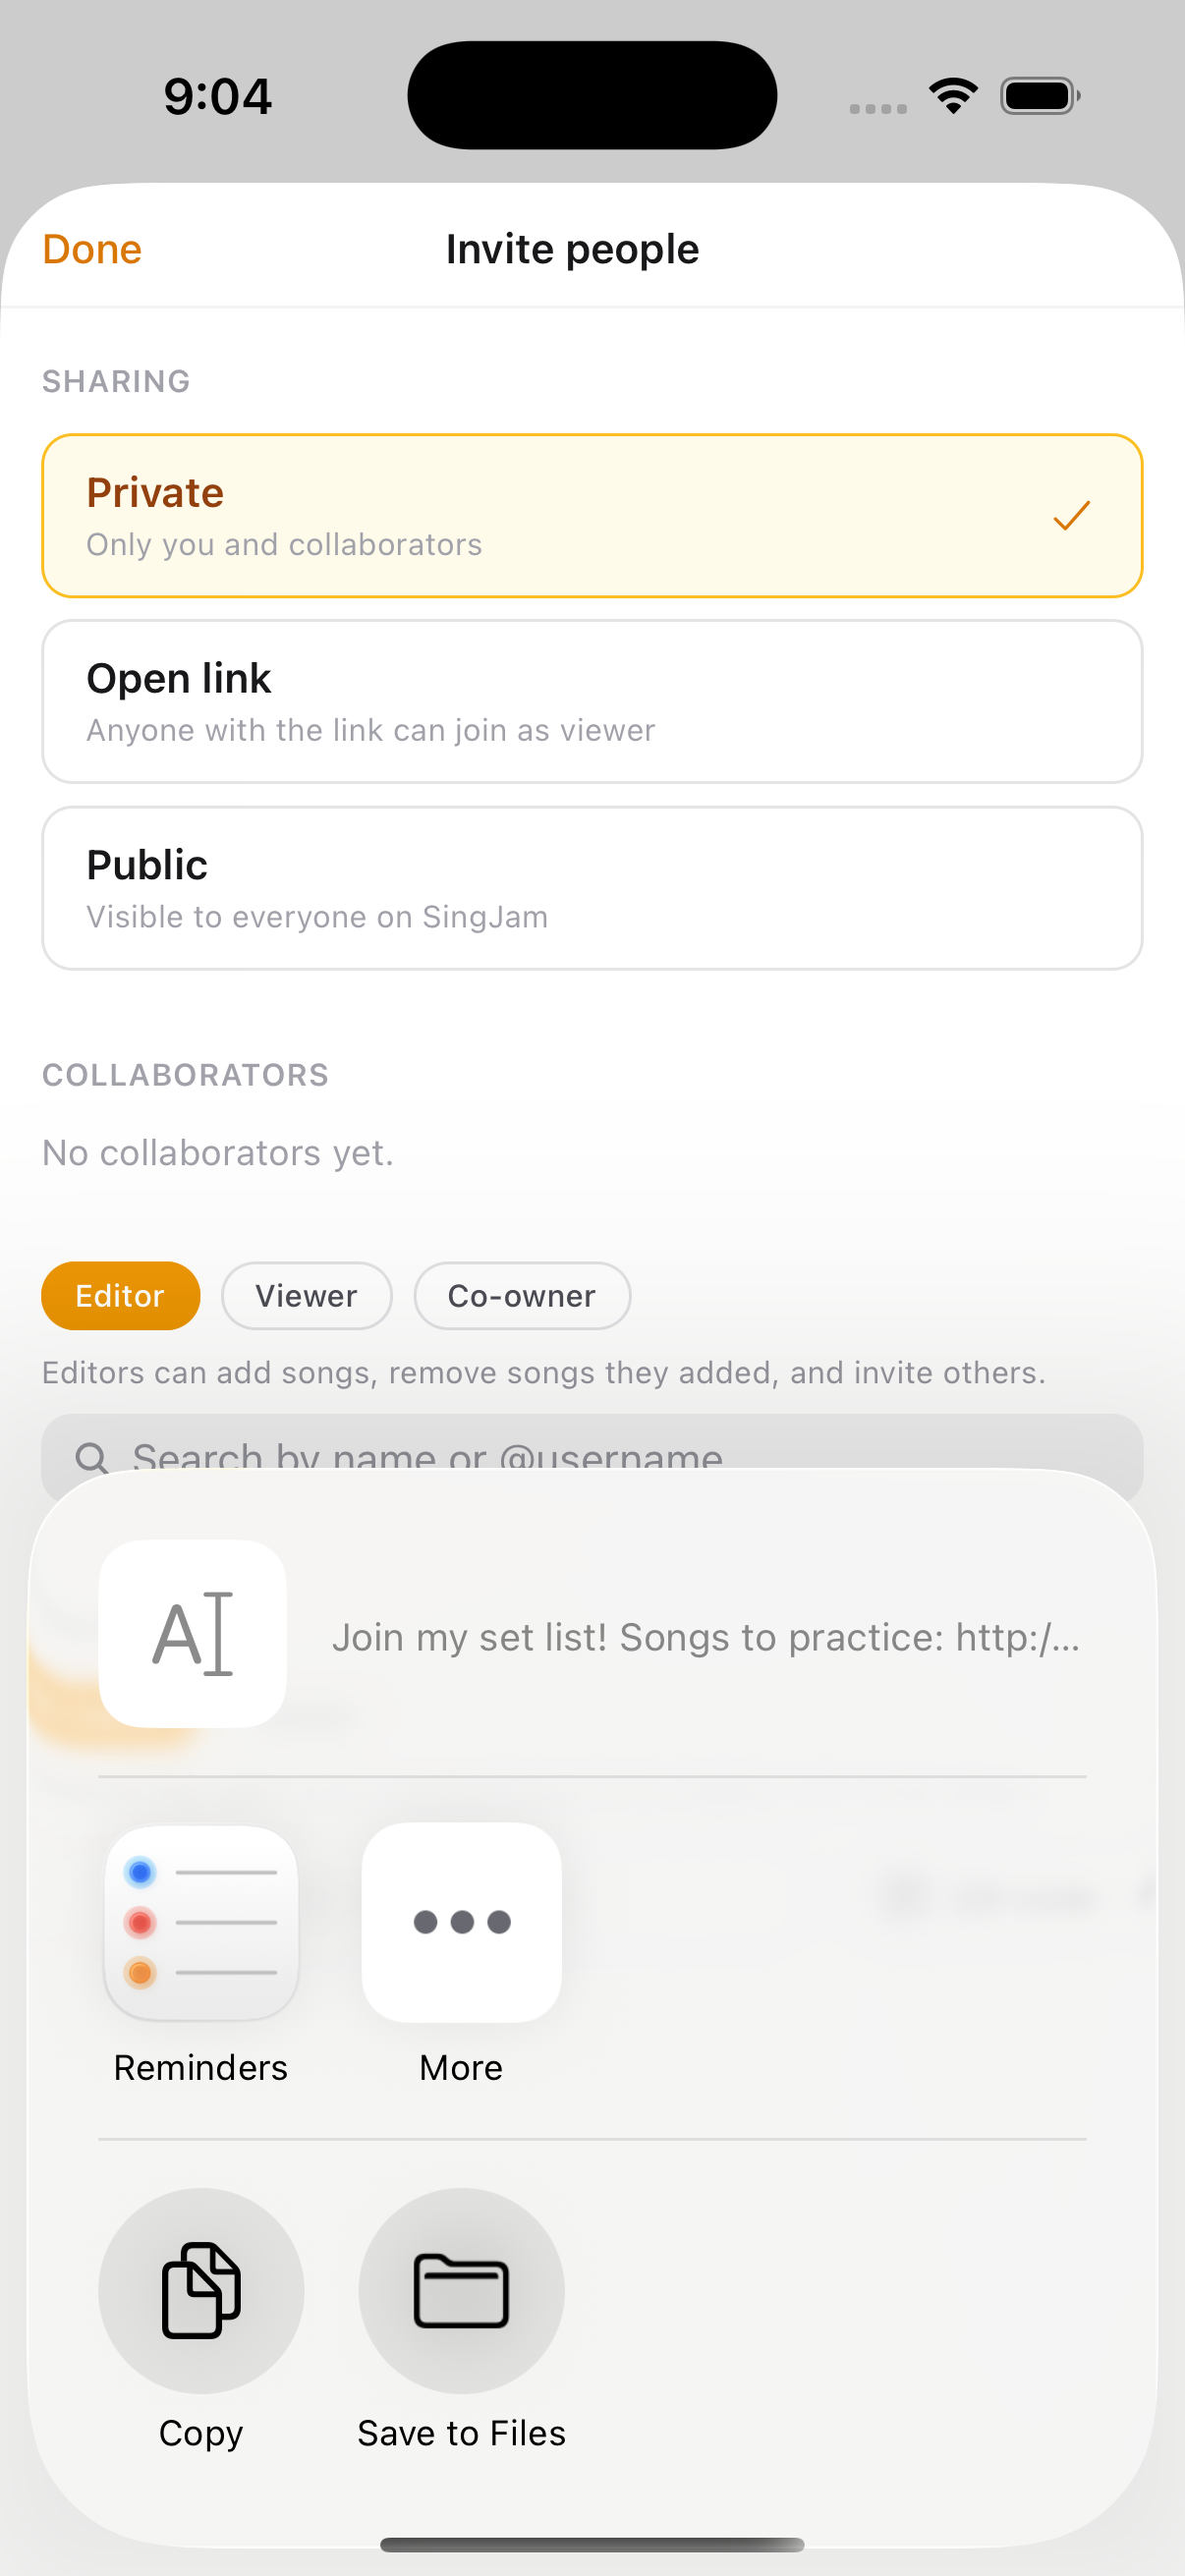 9:04
Done
Invite people
SHARING
Private
Only you and collaborators
Open link
Anyone with the link can join as viewer
Public
Visible to everyone on SingJam
COLLABORATORS
No collaborators yet.
Editor Viewer Co-owner
Editors can add songs, remove songs they added, and invite others.
Search by name or @username
AI
Join my set list! Songs to practice: http:/...
Reminders More
Copy Save to Files